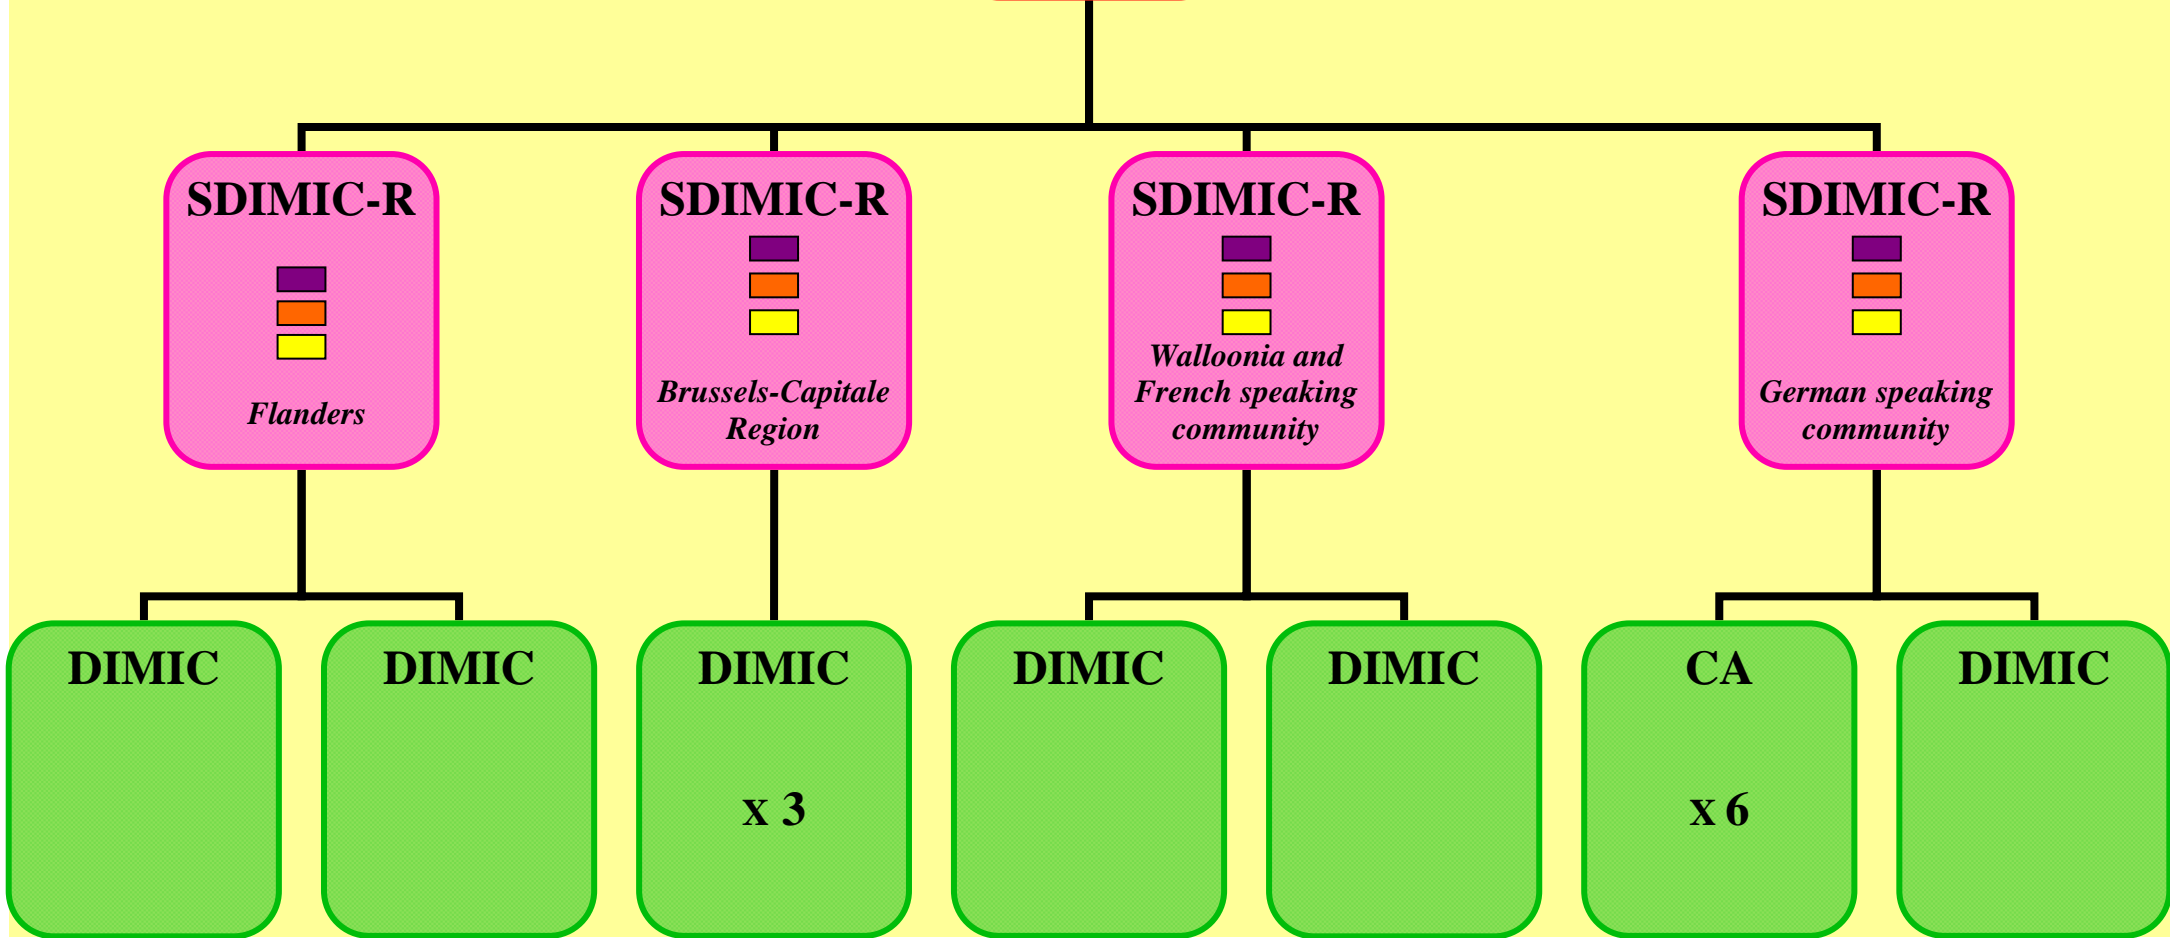 SDIMIC-R
Flanders
SDIMIC-R
Brussels-Capitale
Region
SDIMIC-R
Walloonia and
French speaking
community
SDIMIC-R
German speaking
community
DIMIC
DIMIC
DIMIC
x 3
DIMIC
DIMIC
CA
x 6
DIMIC